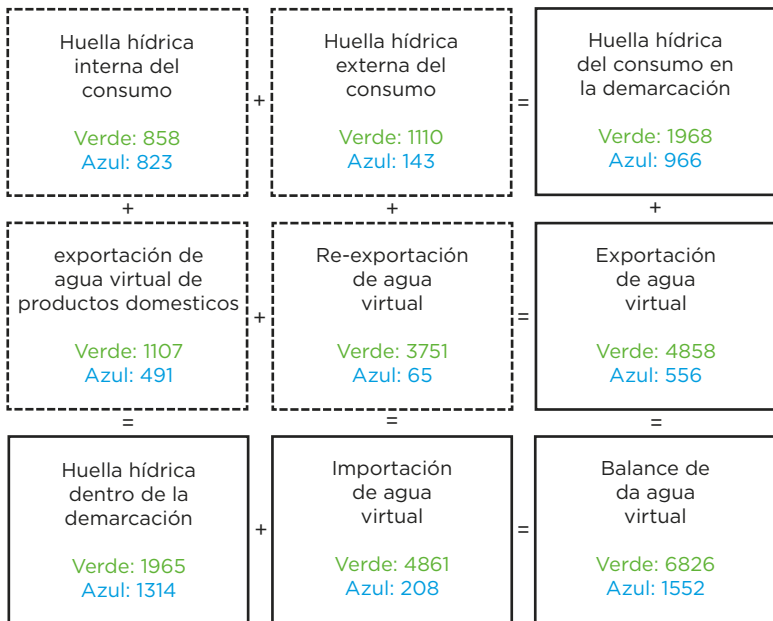 Huella hídrica
interna del
consumo
Verde: 858
Azul: 823
+
Huella hídrica
externa del
consumo
Verde: 1110
Azul: 143
=
Huella hídrica
del consumo en
la demarcación
Verde: 1968
Azul: 966
+
+
+
exportación de
agua virtual de
productos domesticos
Verde: 1107
Azul: 491
+
Re-exportación
de agua
virtual
Verde: 3751
Azul: 65
=
Exportación
de agua
virtual
Verde: 4858
Azul: 556
=
=
=
Huella hídrica
dentro de la
demarcación
Verde: 1965
Azul: 1314
+
Importación
de agua
virtual
Verde: 4861
Azul: 208
=
Balance de
da agua
virtual
Verde: 6826
Azul: 1552